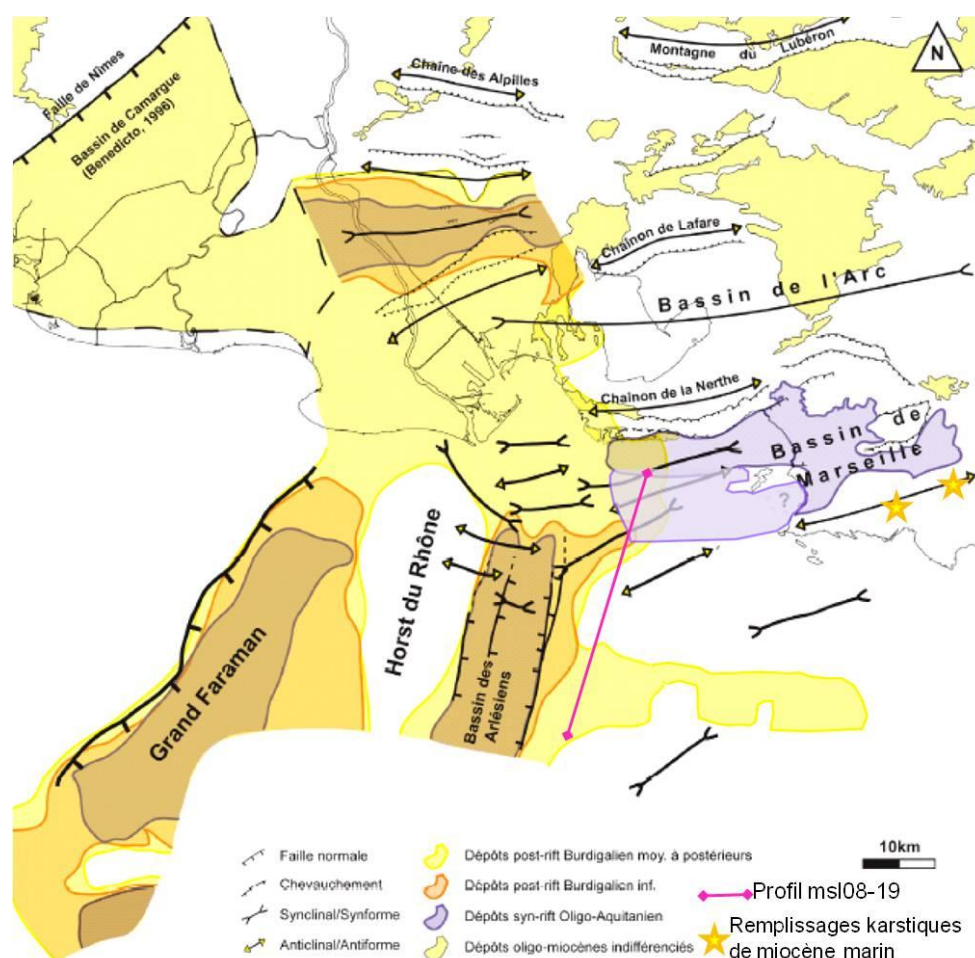 Montagne du Lubéron
N
Chaîne des Alpilles
Faille de Nîmes
Bassin de Camargue
(Benedicto, 1996)
Chaînon de Lafare
Bassin de l'Arc
Chaînon de la Nerthe
Bassin de
Marseille
?
Horst du Rhône
Grand Faraman
Bassin des
Arlésiens
10km
Faille normale
Chevauchement
Synclinal/Synforme
Anticlinal/Antiforme
Dépôts post-rift Burdigalien moy. à postérieurs
Dépôts post-rift Burdigalien inf.
Dépôts syn-rift Oligo-Aquitanien
Dépôts oligo-miocènes indifférenciés
Profil msl08-19
Remplissages karstiques
de miocène marin